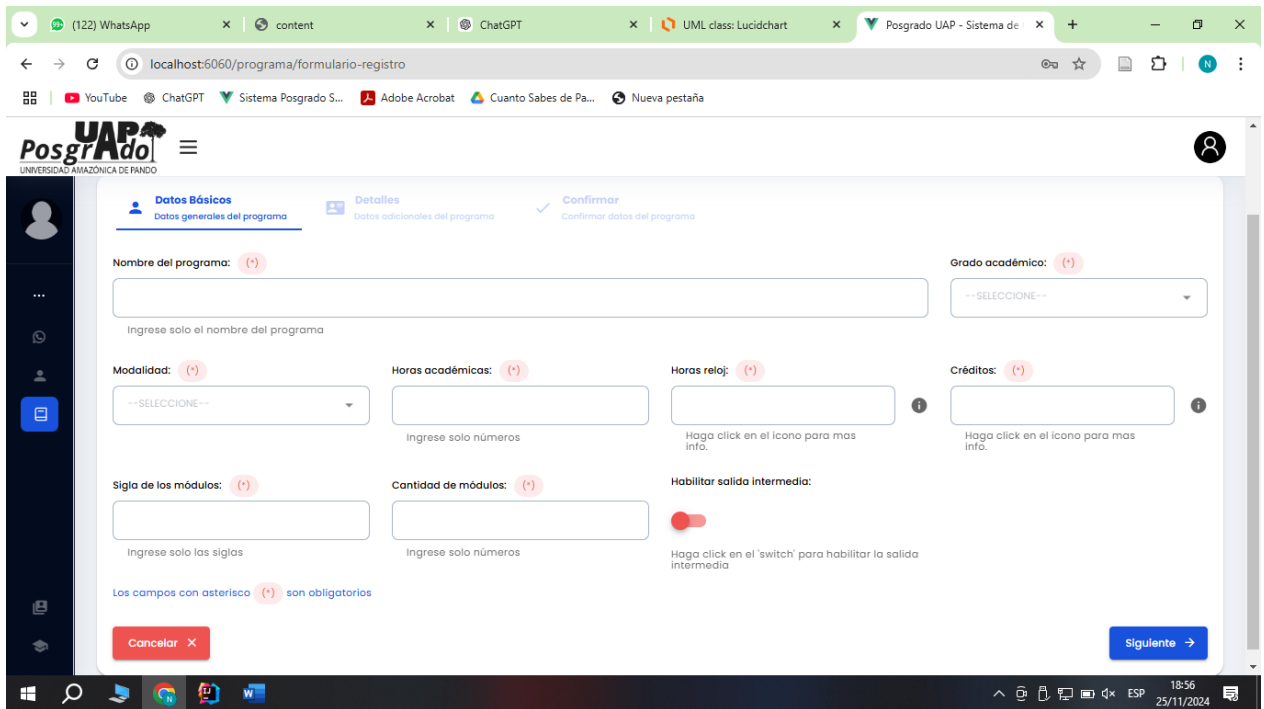 (122) WhatsApp
content
ChatGPT
UML class: Lucidchart
Posgrado UAP - Sistema de
localhost:6060/programa/formulario-registro
N
YouTube
ChatGPT
Sistema Posgrado S...
Adobe Acrobat
Cuanto Sabes de Pa...
Nueva pestaña
UAP
PosgrAdo
UNIVERSIDAD AMAZÓNICA DE PANDO
Datos Básicos
Datos generales del programa
Detalles
Datos adicionales del programa
Confirmar
Confirmar datos del programa
Nombre del programa: (*)
Grado académico: (*)
--SELECCIONE--
Ingrese solo el nombre del programa
Modalidad: (*)
Horas académicas: (*)
Horas reloj: (*)
Créditos: (*)
--SELECCIONE--
Ingrese solo números
Haga click en el icono para mas
info.
Haga click en el icono para mas
info.
Sigla de los módulos: (*)
Cantidad de módulos: (*)
Habilitar salida intermedia:
Ingrese solo las siglas
Ingrese solo números
Haga click en el 'switch' para habilitar la salida
intermedia
Los campos con asterisco (*) son obligatorios
Cancelar
Siguiente
ESP
18:56
25/11/2024